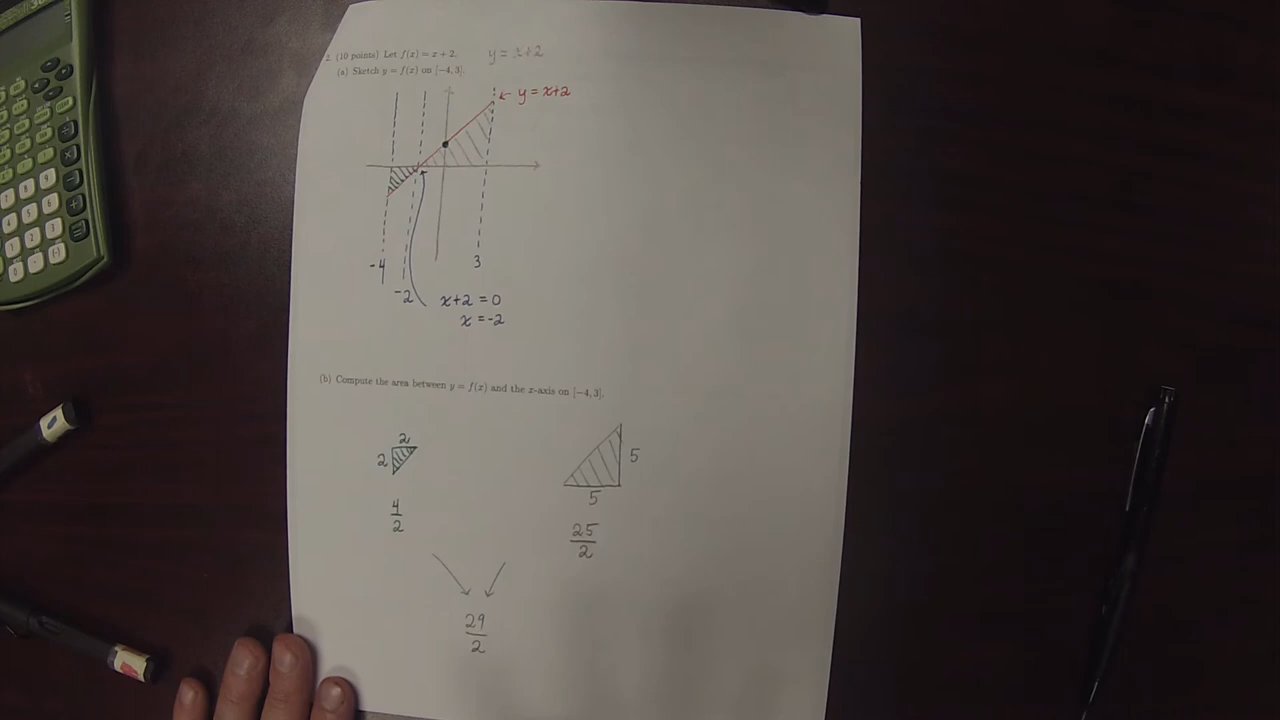 2. (10 points) Let f(x) = x + 2. y = x+2
(a) Sketch y = f(x) on [−4, 3].
← y = x+2
-4
3
-2
x+2 = 0
x = -2
(b) Compute the area between y = f(x) and the x-axis on [−4, 3].
2
2
5
5
4/2
25/2
29/2